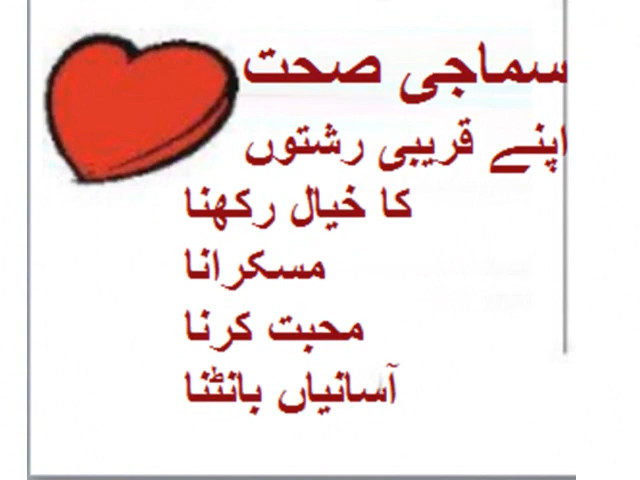 سماجی صحت
اپنے قریبی رشتوں
کا خیال رکھنا
مسکرانا
محبت کرنا
آسانیاں بانٹنا